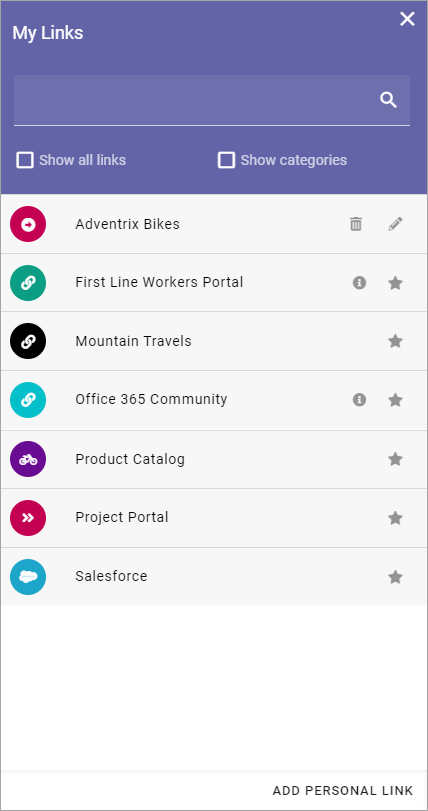 My Links
Show all links
Show categories
Adventrix Bikes
First Line Workers Portal
Mountain Travels
Office 365 Community
Product Catalog
Project Portal
Salesforce
ADD PERSONAL LINK